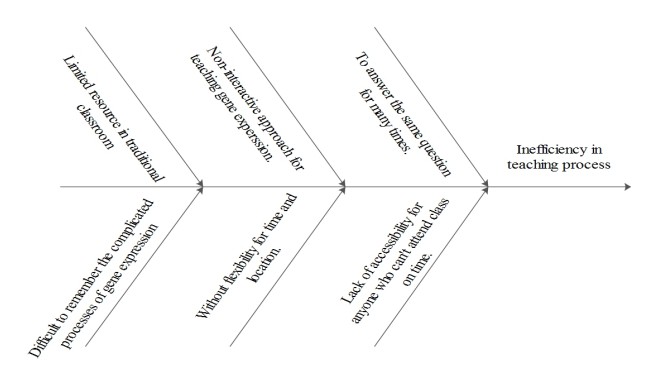 Limited resource in traditional
classroom
Non-interactive approach for
teaching gene experssion.
To answer the same question
for many times.
Inefficiency in
teaching process
Difficult to remember the complicated
processes of gene expression
Without flexibility for time and
location.
Lack of accessibility for
anyone who can't attend class
on time.